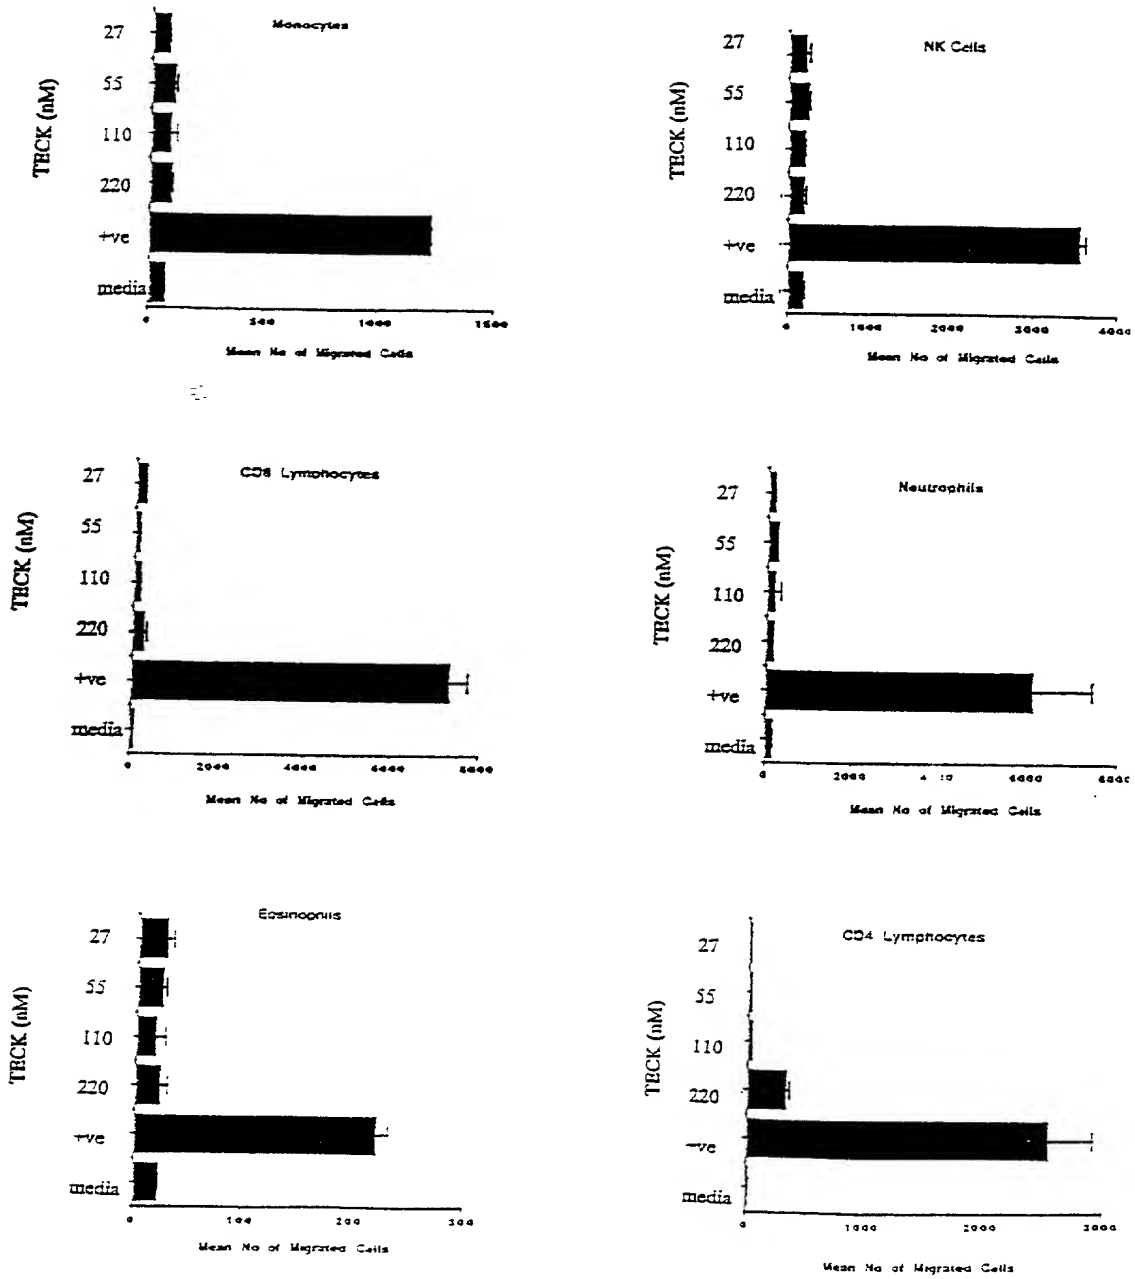 Monocytes
TECK (nM)
27
55
110
220
+ve
media
0 500 1000 1500
Mean No of Migrated Cells
NK Cells
TECK (nM)
27
55
110
220
+ve
media
0 1000 2000 3000 4000
Mean No of Migrated Cells
CD8 Lymphocytes
TECK (nM)
27
55
110
220
+ve
media
0 2000 4000 6000 8000
Mean No of Migrated Cells
Neutrophils
TECK (nM)
27
55
110
220
+ve
media
0 2000 6000 8000
Mean No of Migrated Cells
Eosinophils
TECK (nM)
27
55
110
220
+ve
media
0 100 200 300
Mean No of Migrated Cells
CD4 Lymphocytes
TECK (nM)
27
55
110
220
+ve
media
0 1000 2000 3000
Mean No of Migrated Cells